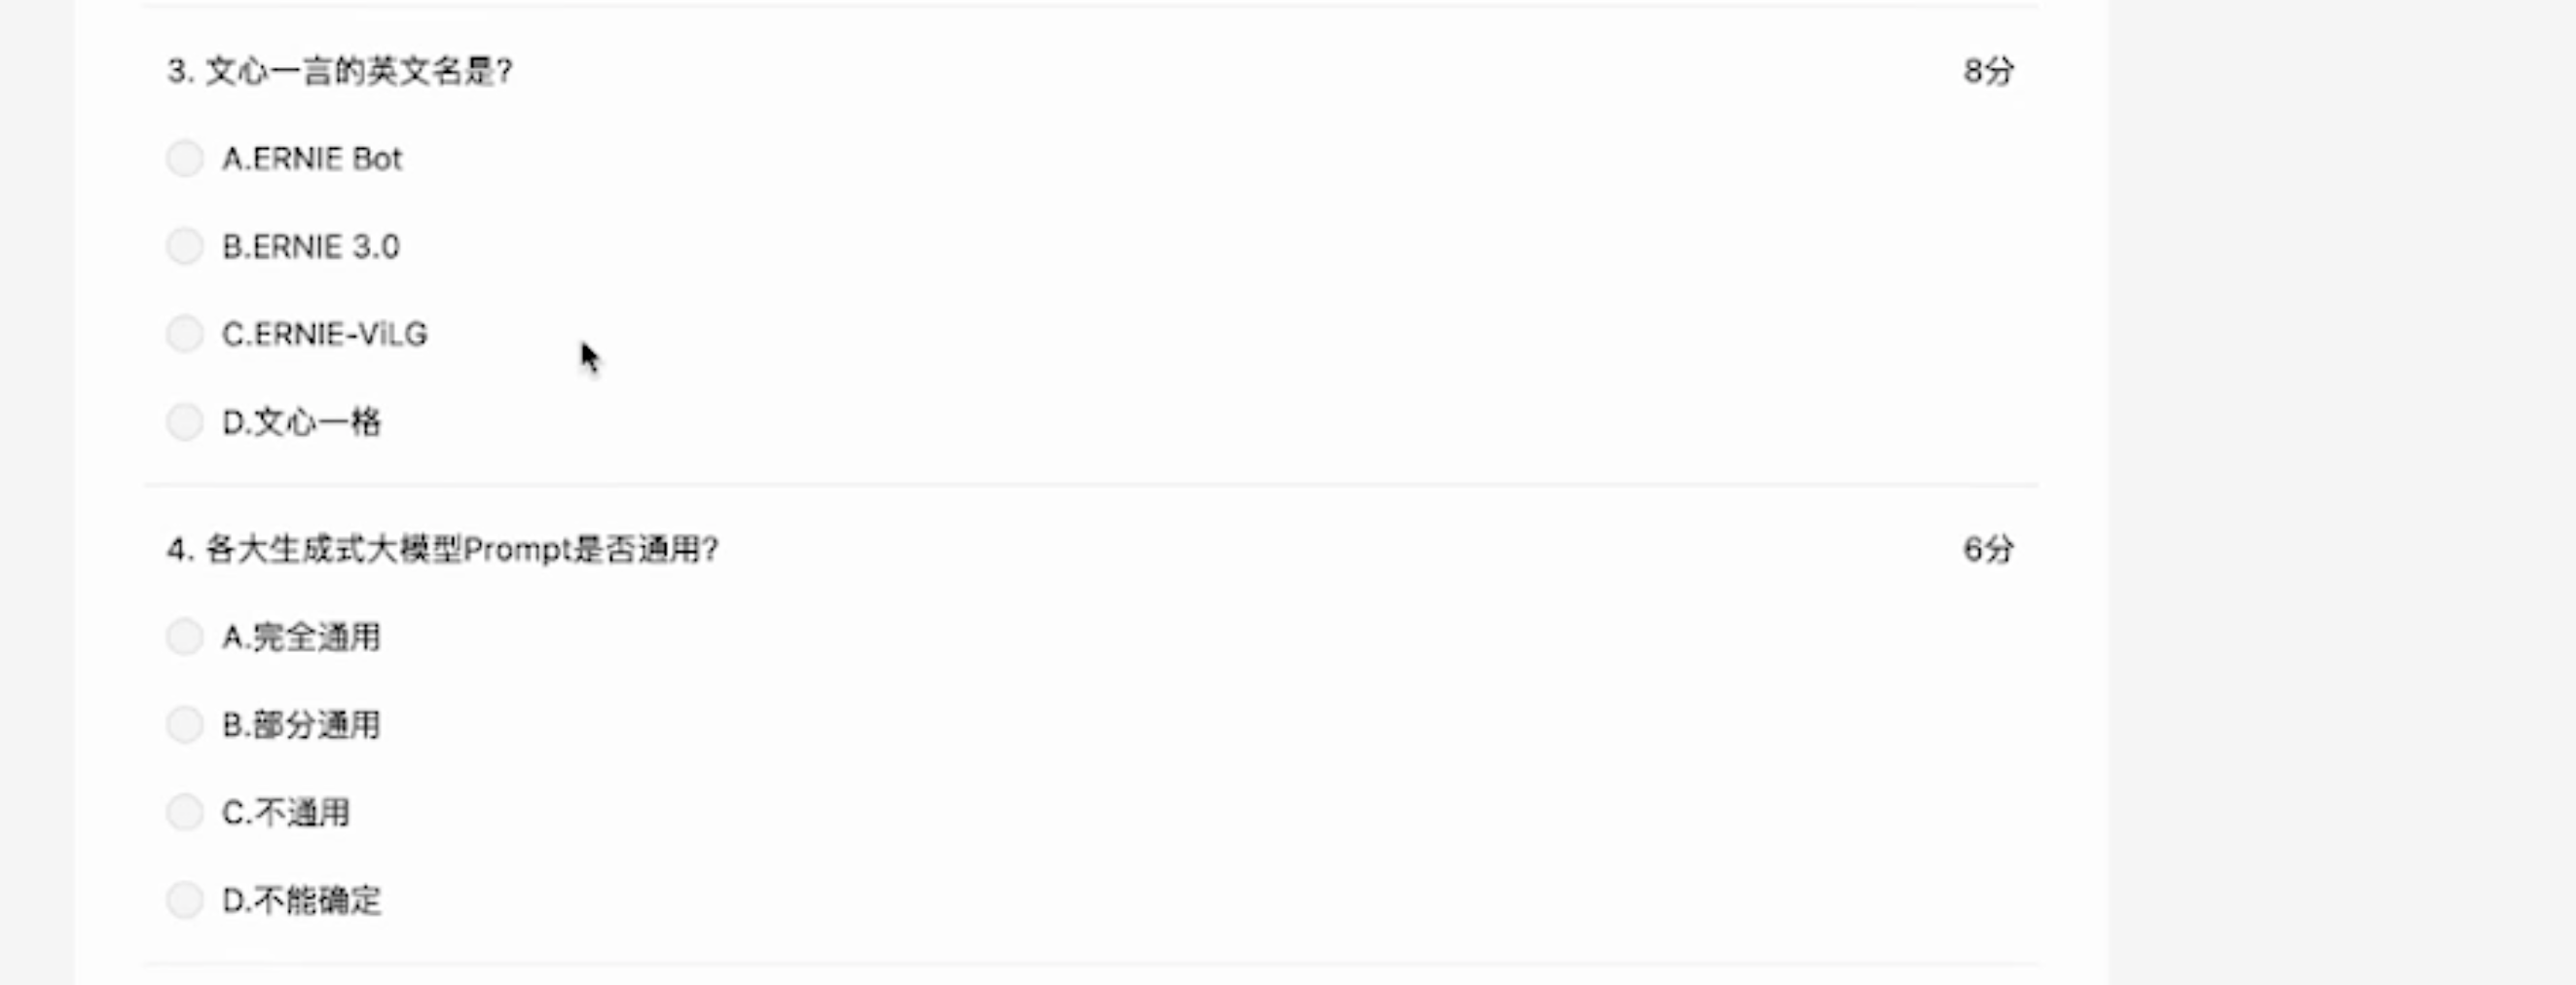 3. 文心一言的英文名是?
8分
A.ERNIE Bot
B.ERNIE 3.0
C.ERNIE-ViLG
D.文心一格
4. 各大生成式大模型Prompt是否通用?
6分
A.完全通用
B.部分通用
C.不通用
D.不能确定